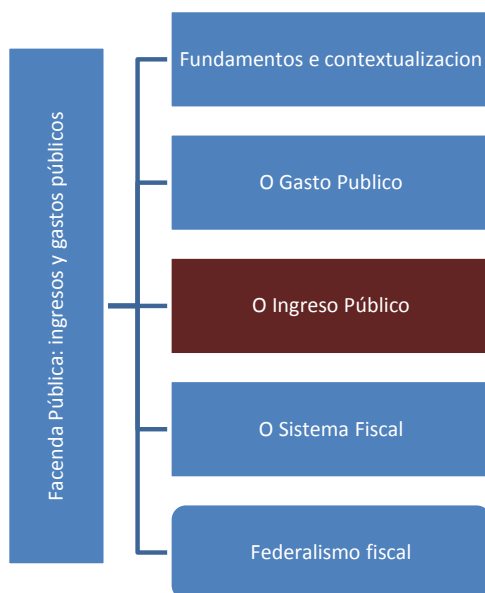 Facenda Pública: ingresos y gastos públicos
Fundamentos e contextualizacion
O Gasto Publico
O Ingreso Público
O Sistema Fiscal
Federalismo fiscal